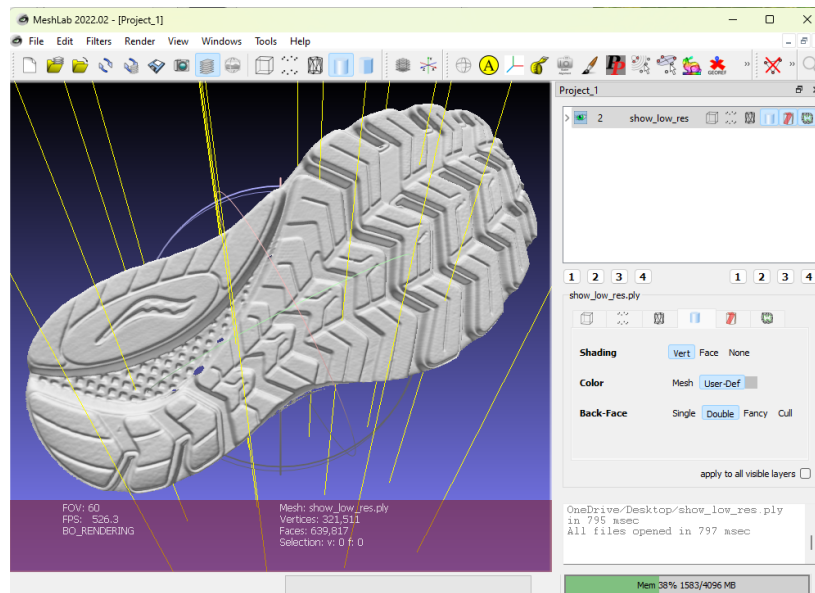 MeshLab 2022.02 - [Project_1]
File Edit Filters Render View Windows Tools Help
A
PP
GEOREF
»
»
Project_1
2 show_low_res
1 2 3 4 1 2 3 4
show_low_res.ply
Shading Vert Face None
Color Mesh User-Def
Back-Face Single Double Fancy Cull
apply to all visible layers
FOV: 60
FPS: 526.3
BO_RENDERING
Mesh: show_low_res.ply
Vertices: 321,511
Faces: 639,817
Selection: v: 0 f: 0
OneDrive/Desktop/show_low_res.ply
in 795 msec
All files opened in 797 msec
Mem 38% 1583/4096 MB